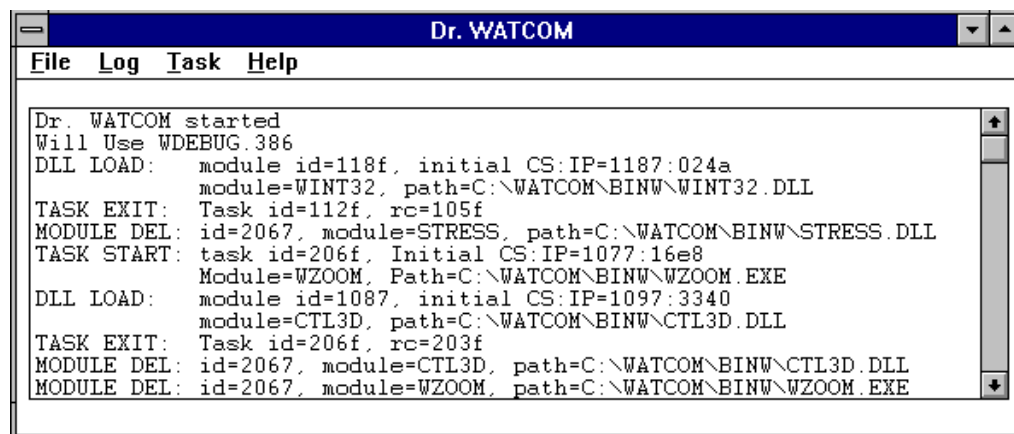 Dr. WATCOM
File Log Task Help
Dr. WATCOM started
Will Use WDEBUG.386
DLL LOAD: module id=118f, initial CS:IP=1187:024a
module=WINT32, path=C:\WATCOM\BINW\WINT32.DLL
TASK EXIT: Task id=112f, rc=105f
MODULE DEL: id=2067, module=STRESS, path=C:\WATCOM\BINW\STRESS.DLL
TASK START: task id=206f, Initial CS:IP=1077:16e8
Module=WZOOM, Path=C:\WATCOM\BINW\WZOOM.EXE
DLL LOAD: module id=1087, initial CS:IP=1097:3340
module=CTL3D, path=C:\WATCOM\BINW\CTL3D.DLL
TASK EXIT: Task id=206f, rc=203f
MODULE DEL: id=2067, module=CTL3D, path=C:\WATCOM\BINW\CTL3D.DLL
MODULE DEL: id=2067, module=WZOOM, path=C:\WATCOM\BINW\WZOOM.EXE